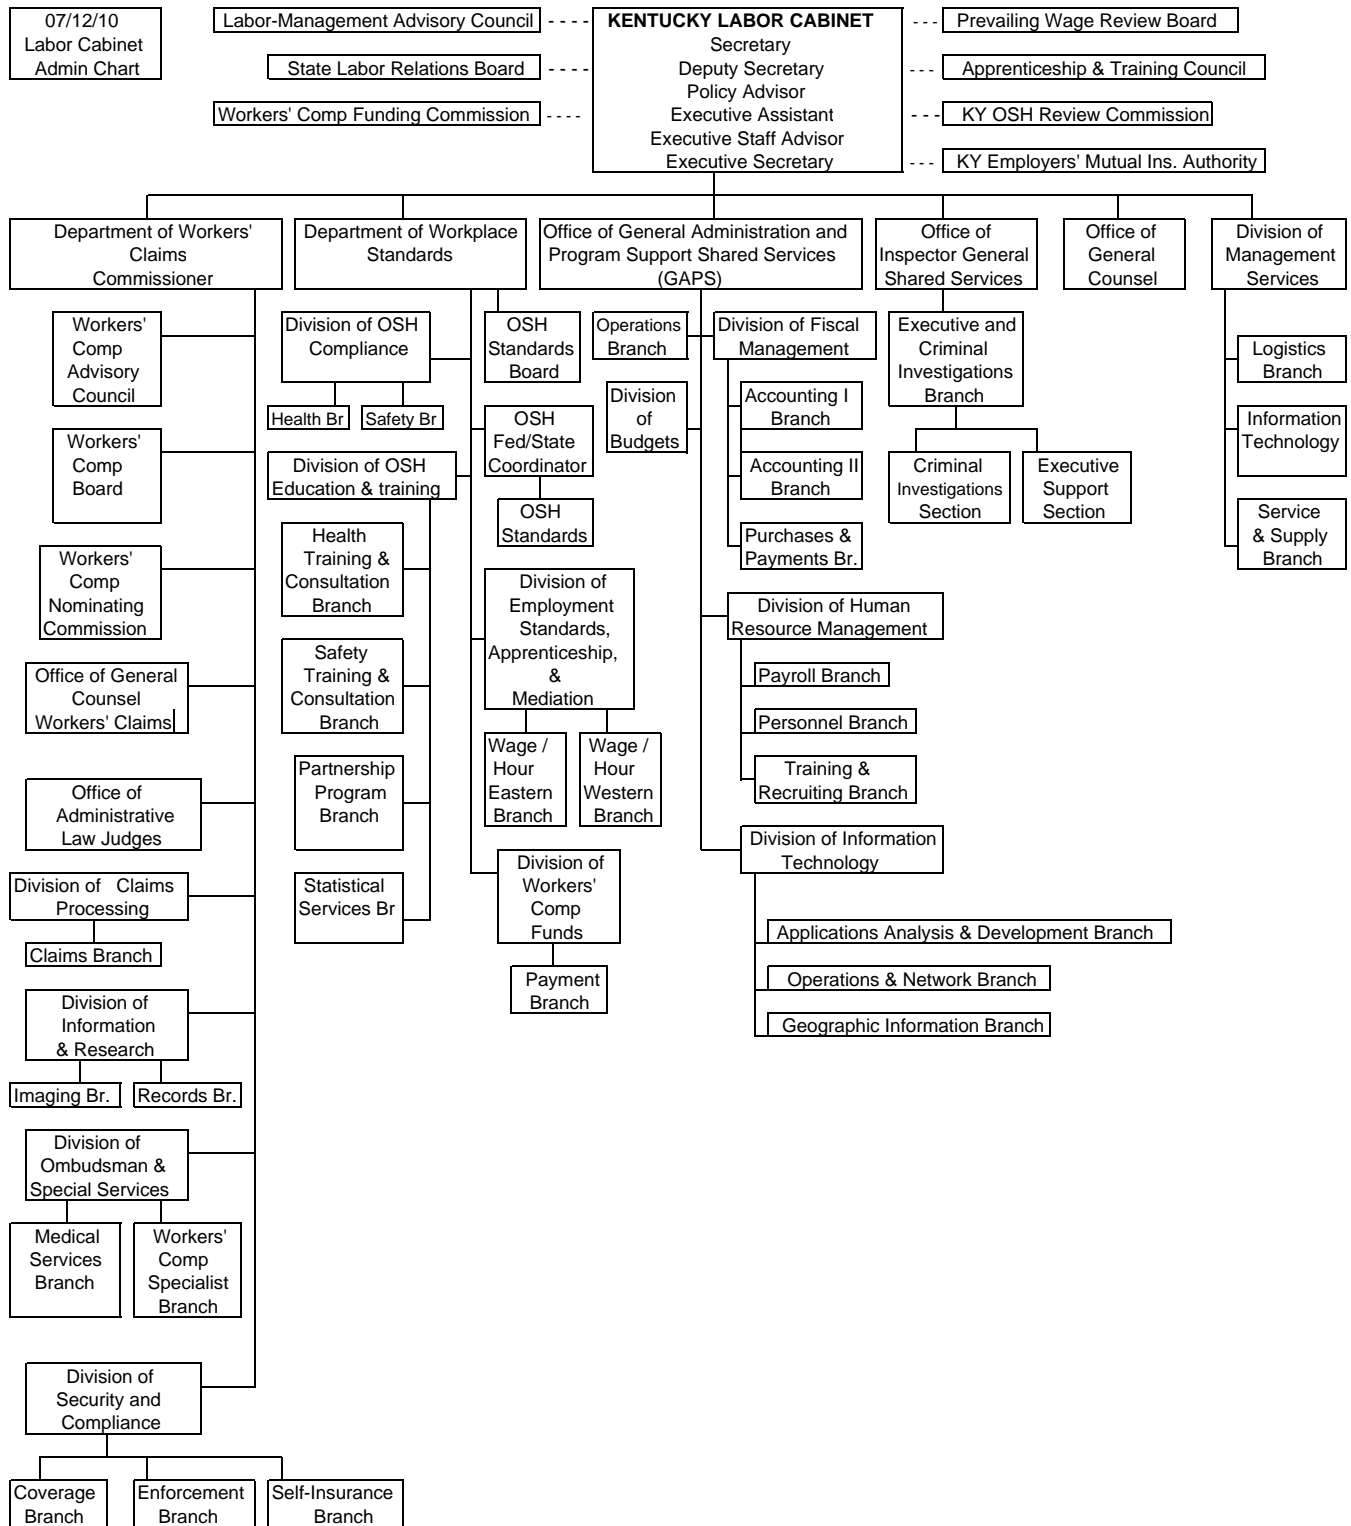 07/12/10
Labor Cabinet
Admin Chart
Labor-Management Advisory Council
State Labor Relations Board
Workers' Comp Funding Commission
KENTUCKY LABOR CABINET
Secretary
Deputy Secretary
Policy Advisor
Executive Assistant
Executive Staff Advisor
Executive Secretary
Prevailing Wage Review Board
Apprenticeship & Training Council
KY OSH Review Commission
KY Employers' Mutual Ins. Authority
Department of Workers'
Claims
Commissioner
Department of Workplace
Standards
Office of General Administration and
Program Support Shared Services
(GAPS)
Office of
Inspector General
Shared Services
Office of
General
Counsel
Division of
Management
Services
Workers'
Comp
Advisory
Council
Workers'
Comp
Board
Workers'
Comp
Nominating
Commission
Office of General
Counsel
Workers' Claims
Office of
Administrative
Law Judges
Division of Claims
Processing
Claims Branch
Division of
Information
& Research
Imaging Br.
Records Br.
Division of
Ombudsman &
Special Services
Medical
Services
Branch
Workers'
Comp
Specialist
Branch
Division of
Security and
Compliance
Coverage
Branch
Enforcement
Branch
Self-Insurance
Branch
Division of OSH
Compliance
Health Br
Safety Br
Division of OSH
Education & training
Health
Training &
Consultation
Branch
Safety
Training &
Consultation
Branch
Partnership
Program
Branch
Statistical
Services Br
OSH
Standards
Board
OSH
Fed/State
Coordinator
OSH
Standards
Division of
Employment
Standards,
Apprenticeship,
&
Mediation
Wage /
Hour
Eastern
Branch
Wage /
Hour
Western
Branch
Division of
Workers'
Comp
Funds
Payment
Branch
Operations
Branch
Division
of
Budgets
Division of Fiscal
Management
Accounting I
Branch
Accounting II
Branch
Purchases &
Payments Br.
Division of Human
Resource Management
Payroll Branch
Personnel Branch
Training &
Recruiting Branch
Division of Information
Technology
Applications Analysis & Development Branch
Operations & Network Branch
Geographic Information Branch
Executive and
Criminal
Investigations
Branch
Criminal
Investigations
Section
Executive
Support
Section
Logistics
Branch
Information
Technology
Service
& Supply
Branch